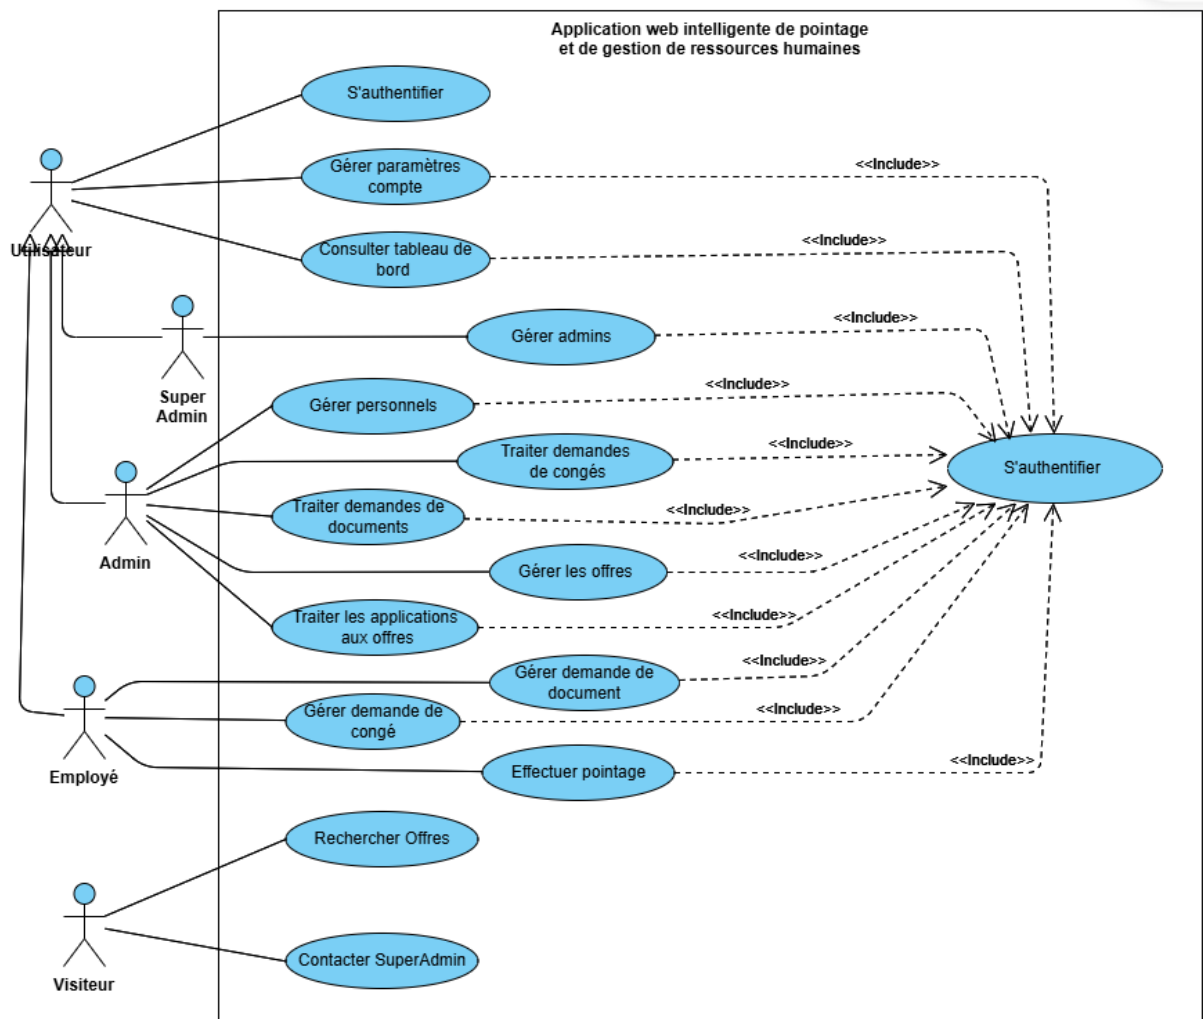 Application web intelligente de pointage
et de gestion de ressources humaines
S'authentifier
Gérer paramètres
compte
<<Include>>
Utilisateur
Consulter tableau de
bord
<<Include>>
Super
Admin
Gérer admins
<<Include>>
Gérer personnels
<<Include>>
Traiter demandes
de congés
<<Include>>
S'authentifier
Admin
Traiter demandes de
documents
<<Include>>
Gérer les offres
<<Include>>
Traiter les applications
aux offres
<<Include>>
Gérer demande de
document
<<Include>>
Gérer demande de
congé
<<Include>>
Employé
Effectuer pointage
<<Include>>
Rechercher Offres
Visiteur
Contacter SuperAdmin